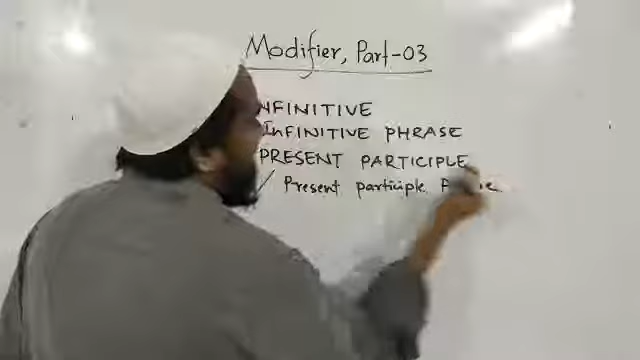 Modifier, Part-03
NFINITIVE
INFINITIVE PHRASE
PRESENT PARTICIPLE
Present participle